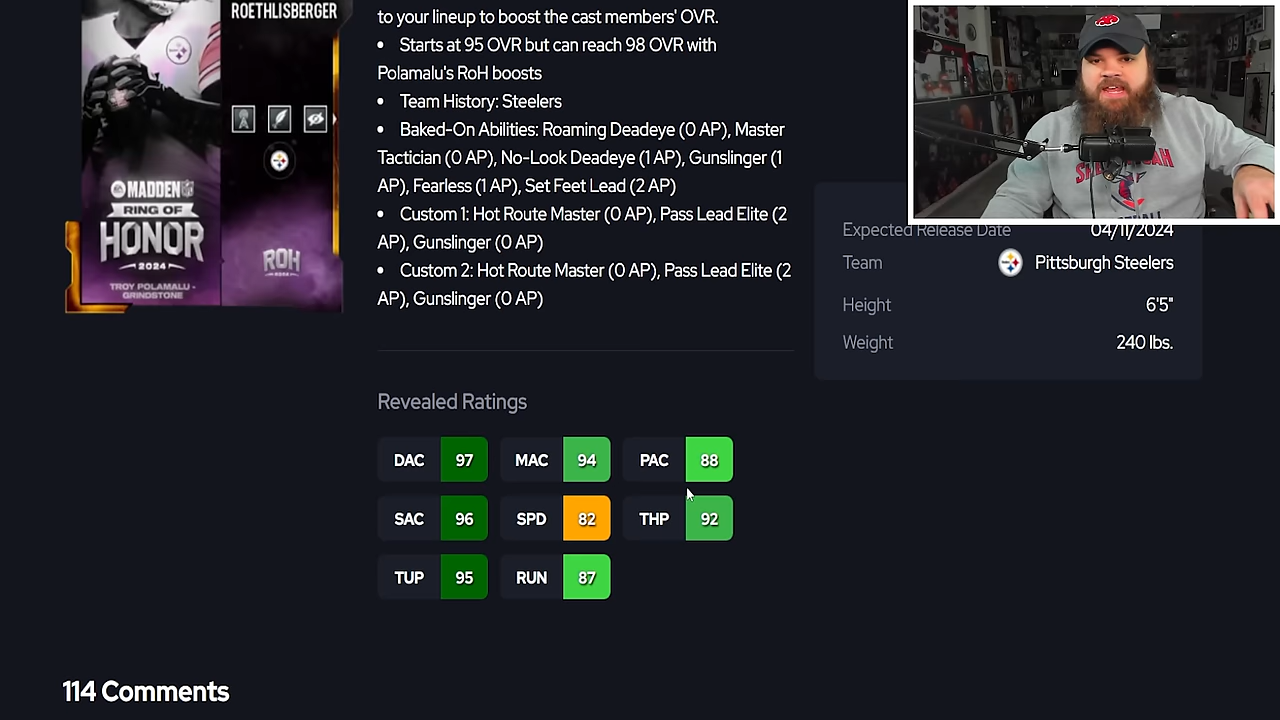 ROETHLISBERGER
MADDEN NFL
RING OF
HONOR
2024
TROY POLAMALU -
GRINDSTONE
ROH
to your lineup to boost the cast members' OVR.
• Starts at 95 OVR but can reach 98 OVR with
Polamalu's RoH boosts
• Team History: Steelers
• Baked-On Abilities: Roaming Deadeye (0 AP), Master
Tactician (0 AP), No-Look Deadeye (1 AP), Gunslinger (1
AP), Fearless (1 AP), Set Feet Lead (2 AP)
• Custom 1: Hot Route Master (0 AP), Pass Lead Elite (2
AP), Gunslinger (0 AP)
• Custom 2: Hot Route Master (0 AP), Pass Lead Elite (2
AP), Gunslinger (0 AP)
Expected Release Date 04/11/2024
Team Pittsburgh Steelers
Height 6'5"
Weight 240 lbs.
Revealed Ratings
DAC 97 MAC 94 PAC 88
SAC 96 SPD 82 THP 92
TUP 95 RUN 87
114 Comments